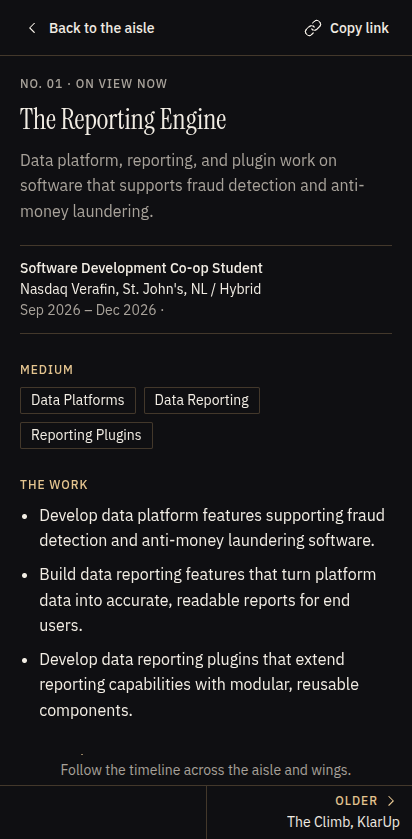 Back to the aisle
Copy link
NO. 01 · ON VIEW NOW
The Reporting Engine
Data platform, reporting, and plugin work on
software that supports fraud detection and anti-
money laundering.
Software Development Co-op Student
Nasdaq Verafin, St. John's, NL / Hybrid
Sep 2026 – Dec 2026 ·
MEDIUM
Data Platforms
Data Reporting
Reporting Plugins
THE WORK
• Develop data platform features supporting fraud
detection and anti-money laundering software.
• Build data reporting features that turn platform
data into accurate, readable reports for end
users.
• Develop data reporting plugins that extend
reporting capabilities with modular, reusable
components.
Follow the timeline across the aisle and wings.
OLDER
The Climb, KlarUp